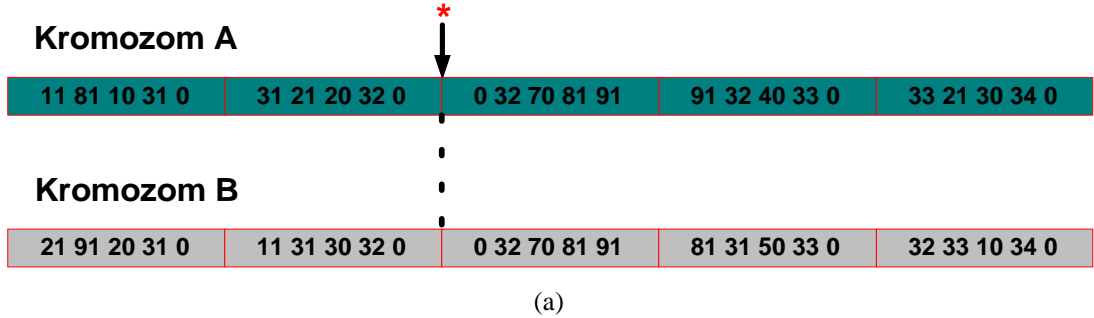 *
Kromozom A
11 81 10 31 0 31 21 20 32 0 0 32 70 81 91 91 32 40 33 0 33 21 30 34 0
Kromozom B
21 91 20 31 0 11 31 30 32 0 0 32 70 81 91 81 31 50 33 0 32 33 10 34 0
(a)